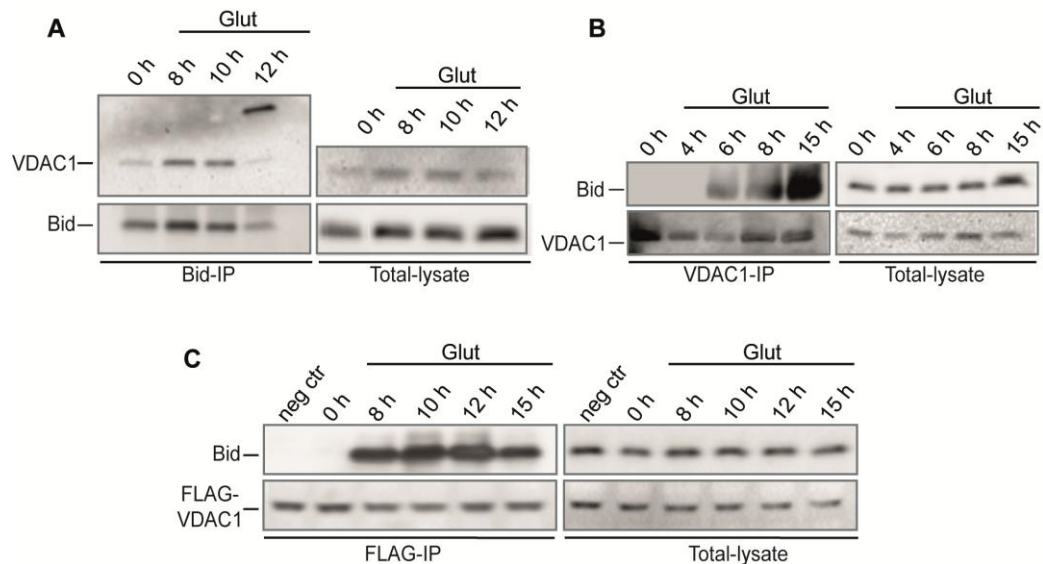 A
Glut
0 h 8 h 10 h 12 h
VDAC1
Bid
Bid-IP
Glut
0 h 8 h 10 h 12 h
Total-lysate
B
Glut
0 h 4 h 6 h 8 h 15 h
Bid
VDAC1
VDAC1-IP
Glut
0 h 4 h 6 h 8 h 15 h
Total-lysate
C
Glut
neg ctr 0 h 8 h 10 h 12 h 15 h
Bid
FLAG-
VDAC1
FLAG-IP
Glut
neg ctr 0 h 8 h 10 h 12 h 15 h
Total-lysate